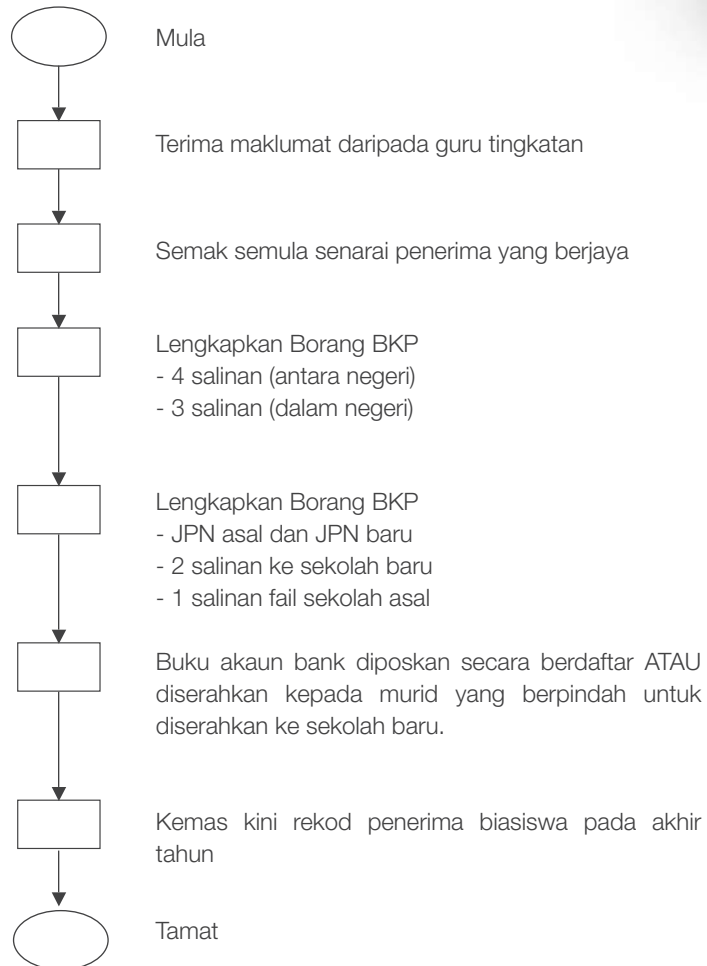 Mula
Terima maklumat daripada guru tingkatan
Semak semula senarai penerima yang berjaya
Lengkapkan Borang BKP
- 4 salinan (antara negeri)
- 3 salinan (dalam negeri)
Lengkapkan Borang BKP
- JPN asal dan JPN baru
- 2 salinan ke sekolah baru
- 1 salinan fail sekolah asal
Buku akaun bank diposkan secara berdaftar ATAU
diserahkan kepada murid yang berpindah untuk
diserahkan ke sekolah baru.
Kemas kini rekod penerima biasiswa pada akhir
tahun
Tamat